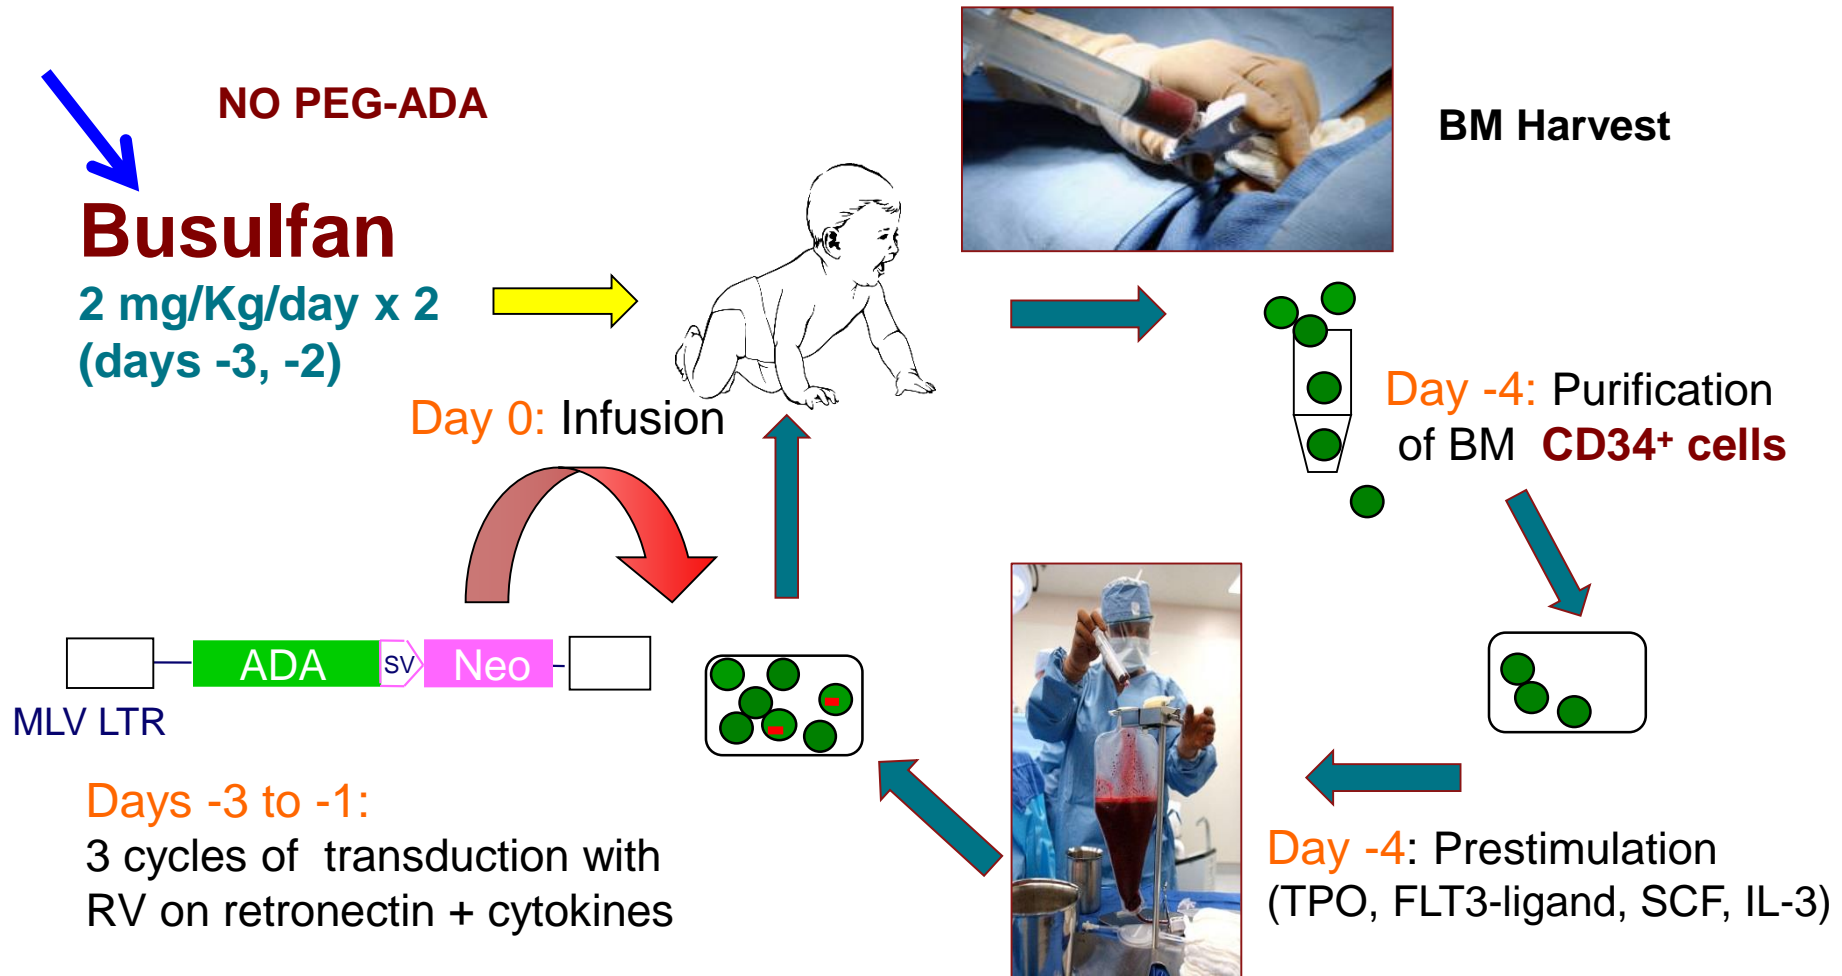 NO PEG-ADA
BM Harvest
Busulfan
2 mg/Kg/day x 2
(days -3, -2)
Day 0: Infusion
Day -4: Purification
of BM CD34⁺ cells
ADA
SV
Neo
MLV LTR
Days -3 to -1:
3 cycles of transduction with
RV on retronectin + cytokines
Day -4: Prestimulation
(TPO, FLT3-ligand, SCF, IL-3)